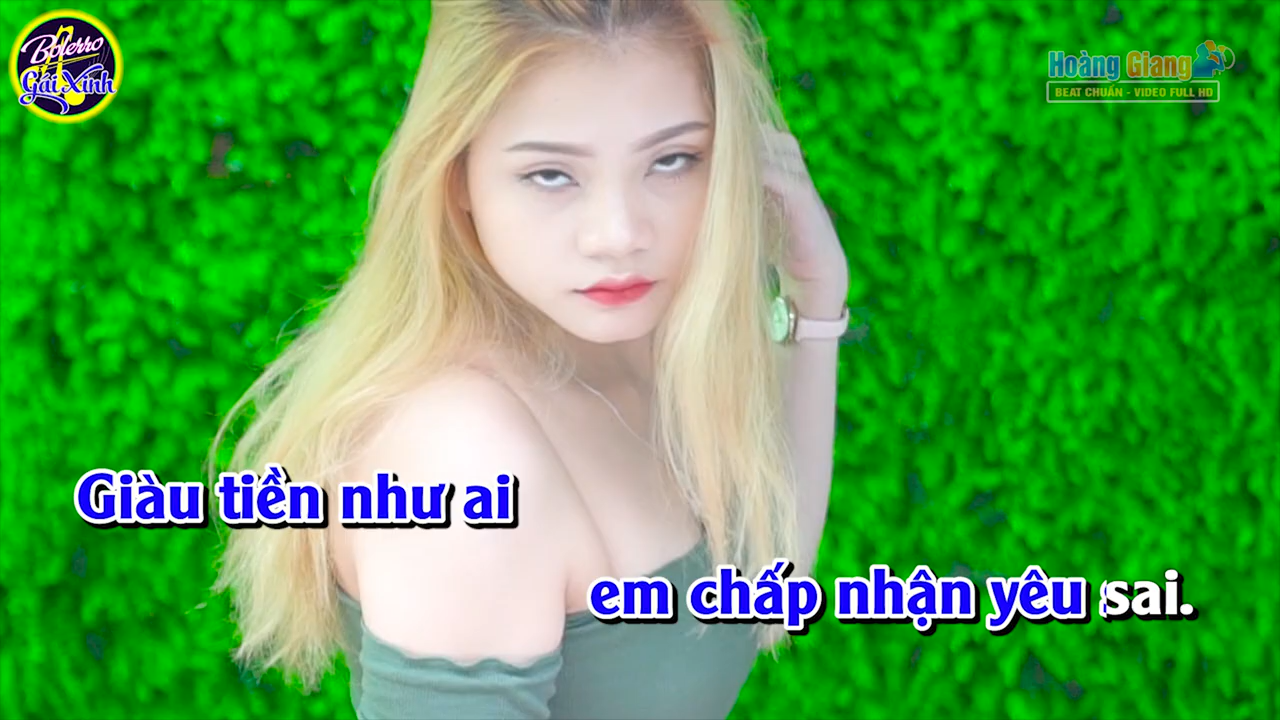 Bolerro
Gái Xinh
Hoàng Giang
BEAT CHUẨN - VIDEO FULL HD
Giàu tiền như ai
em chấp nhận yêu sai.